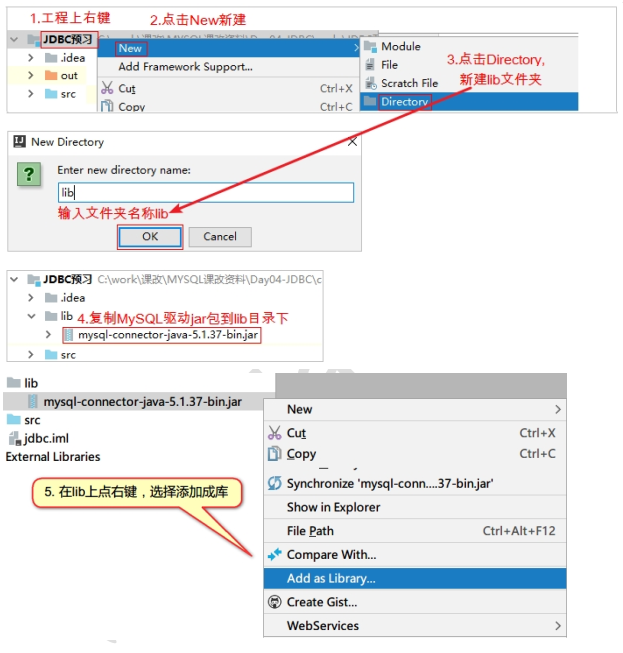 1.工程上右键
2.点击New新建
JDBC预习
.idea
out
src
New
Add Framework Support...
Cut Ctrl+X
Copy Ctrl+C
Module
File
Scratch File
Directory
3.点击Directory,
新建lib文件夹
New Directory
Enter new directory name:
lib
输入文件夹名称lib
OK
Cancel
JDBC预习 C:\work\课改\MYSQL课改资料\Day04-JDBC\c
.idea
lib
4.复制MySQL驱动jar包到lib目录下
mysql-connector-java-5.1.37-bin.jar
src
lib
mysql-connector-java-5.1.37-bin.jar
src
jdbc.iml
External Libraries
5. 在lib上点右键，选择添加成库
New
Cut Ctrl+X
Copy Ctrl+C
Synchronize 'mysql-conn....37-bin.jar'
Show in Explorer
File Path Ctrl+Alt+F12
Compare With...
Add as Library...
Create Gist...
WebServices